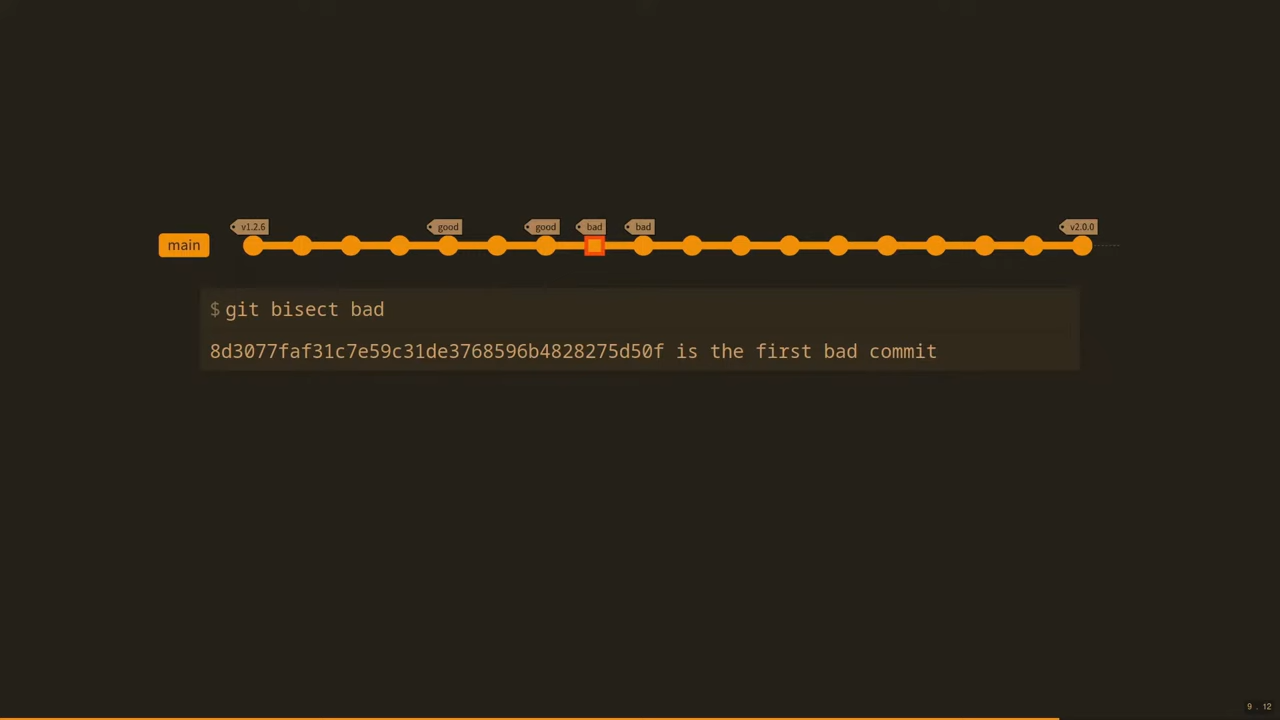 v1.2.6 good good bad bad v2.0.0
main
$ git bisect bad
8d3077faf31c7e59c31de3768596b4828275d50f is the first bad commit
9 . 12